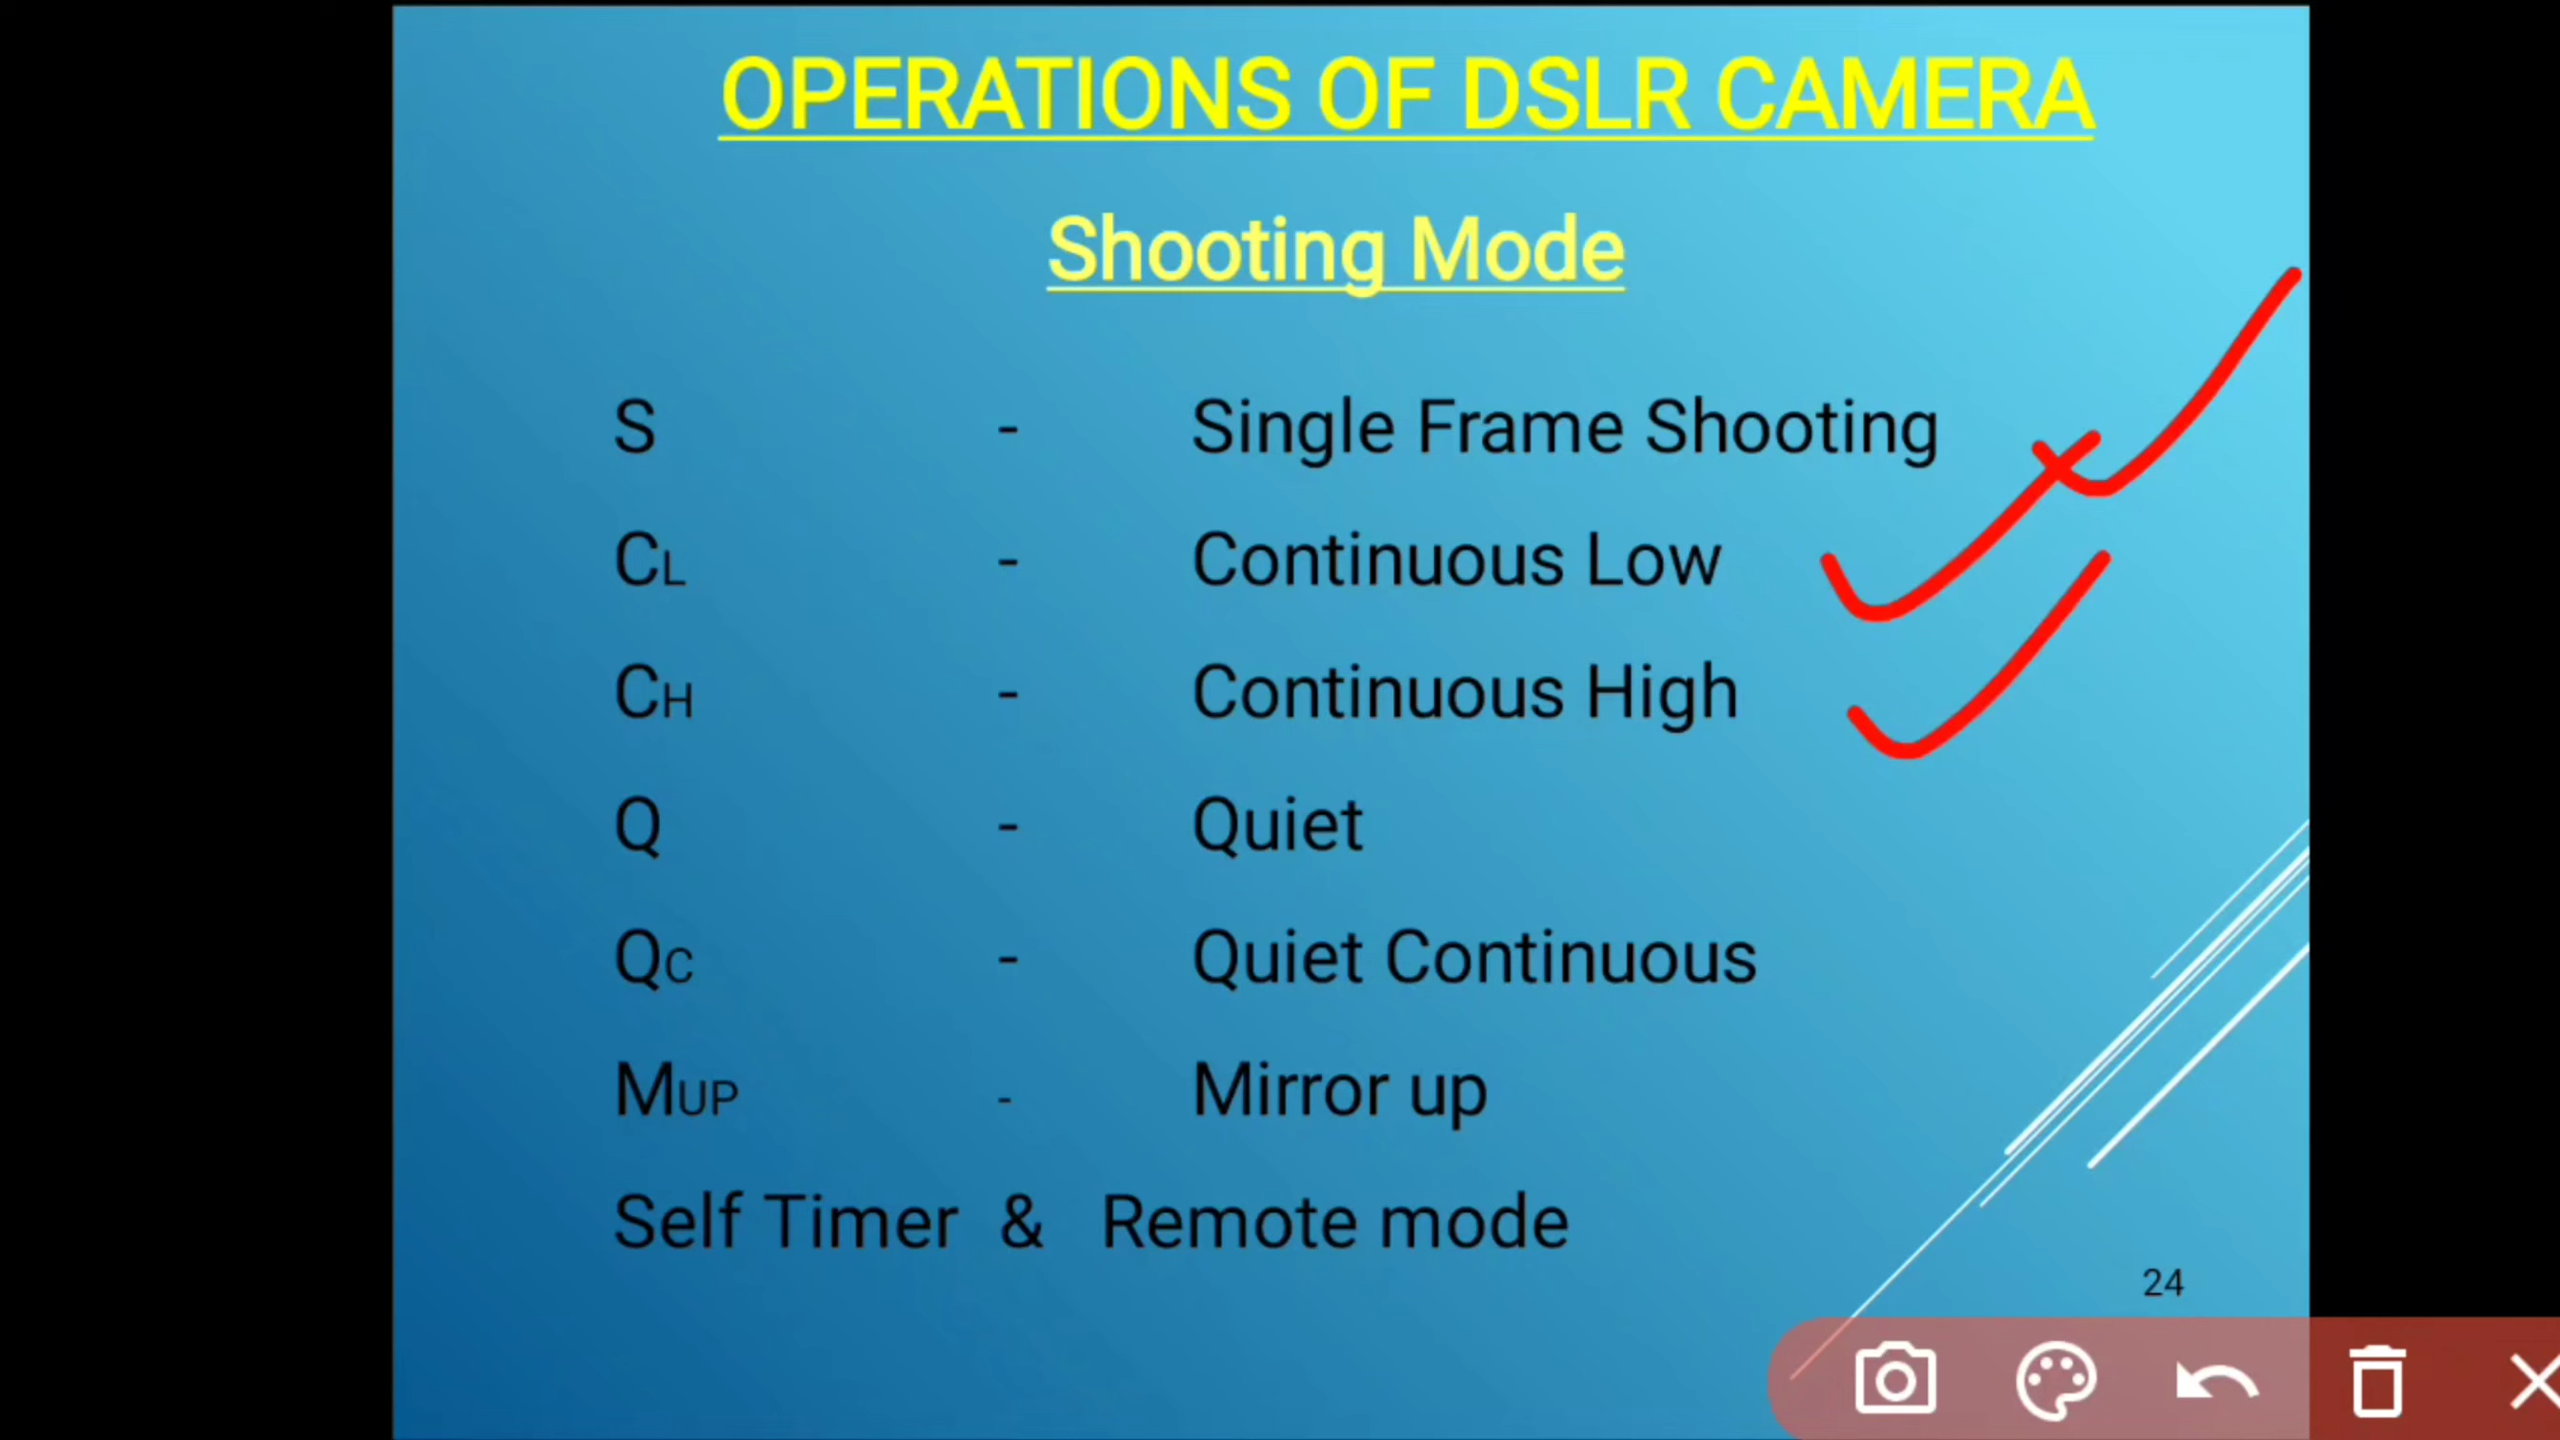 OPERATIONS OF DSLR CAMERA
Shooting Mode
S - Single Frame Shooting
CL - Continuous Low
CH - Continuous High
Q - Quiet
QC - Quiet Continuous
MUP - Mirror up
Self Timer & Remote mode
24